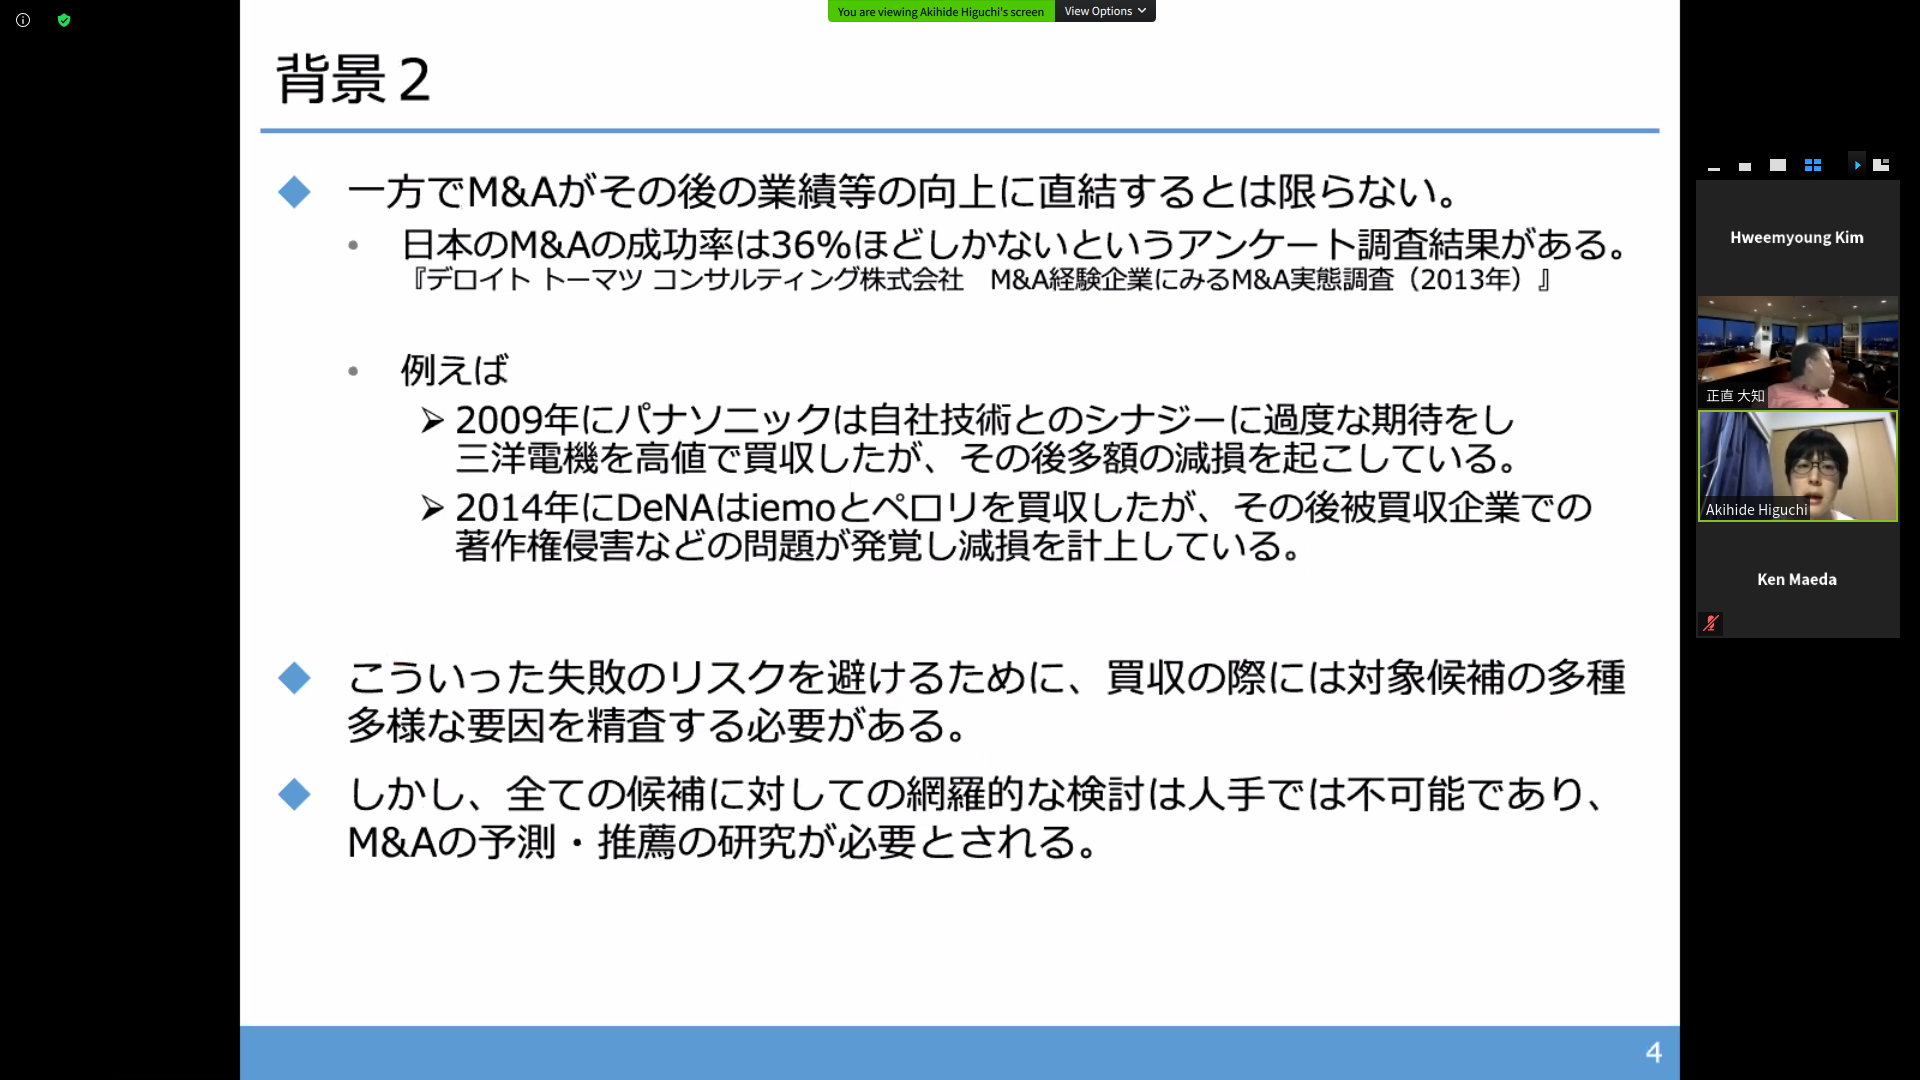 You are viewing Akihide Higuchi's screen
View Options
背景２
一方でM&Aがその後の業績等の向上に直結するとは限らない。
日本のM&Aの成功率は36%ほどしかないというアンケート調査結果がある。
『デロイト トーマツ コンサルティング株式会社　M&A経験企業にみるM&A実態調査（2013年）』
例えば
2009年にパナソニックは自社技術とのシナジーに過度な期待をし
三洋電機を高値で買収したが、その後多額の減損を起こしている。
2014年にDeNAはiemoとペロリを買収したが、その後被買収企業での
著作権侵害などの問題が発覚し減損を計上している。
こういった失敗のリスクを避けるために、買収の際には対象候補の多種
多様な要因を精査する必要がある。
しかし、全ての候補に対しての網羅的な検討は人手では不可能であり、
M&Aの予測・推薦の研究が必要とされる。
4
Hweemyoung Kim
正直 大知
Akihide Higuchi
Ken Maeda